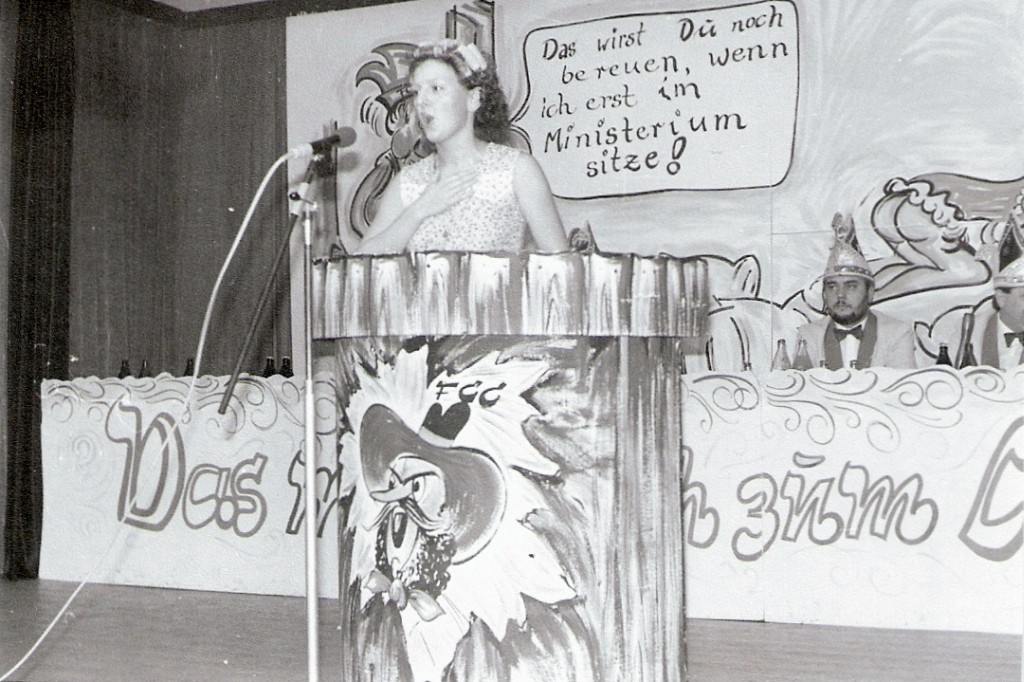 Das wirst Du noch
bereuen, wenn
ich erst im
Ministerium
sitze!
FCC
Das
zum